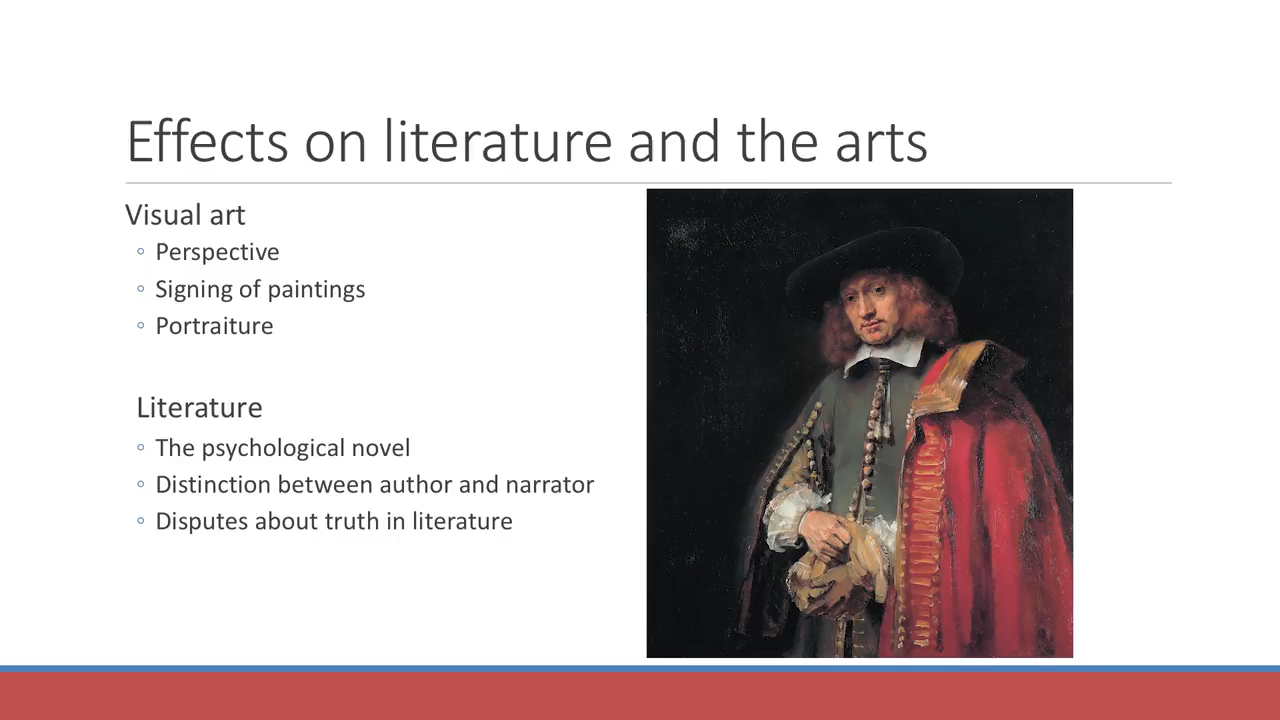 Effects on literature and the arts
Visual art
◦ Perspective
◦ Signing of paintings
◦ Portraiture
Literature
◦ The psychological novel
◦ Distinction between author and narrator
◦ Disputes about truth in literature